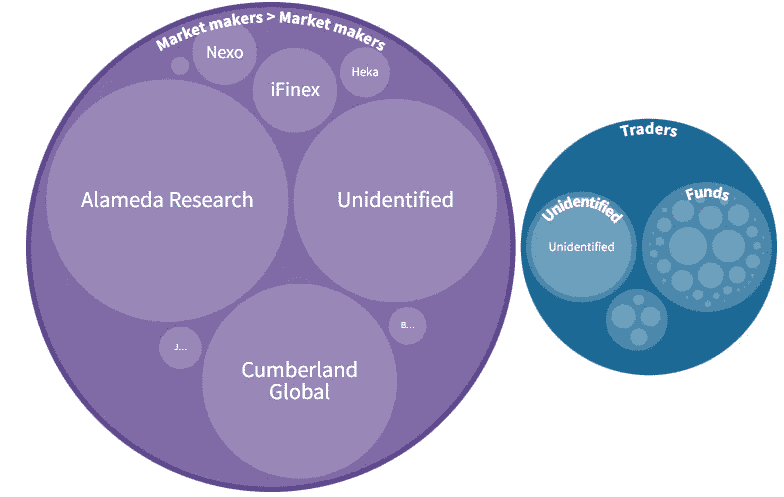 Market makers > Market makers
Nexo
iFinex
Heka
Alameda Research
Unidentified
J...
B...
Cumberland
Global
Traders
Unidentified
Unidentified
Funds